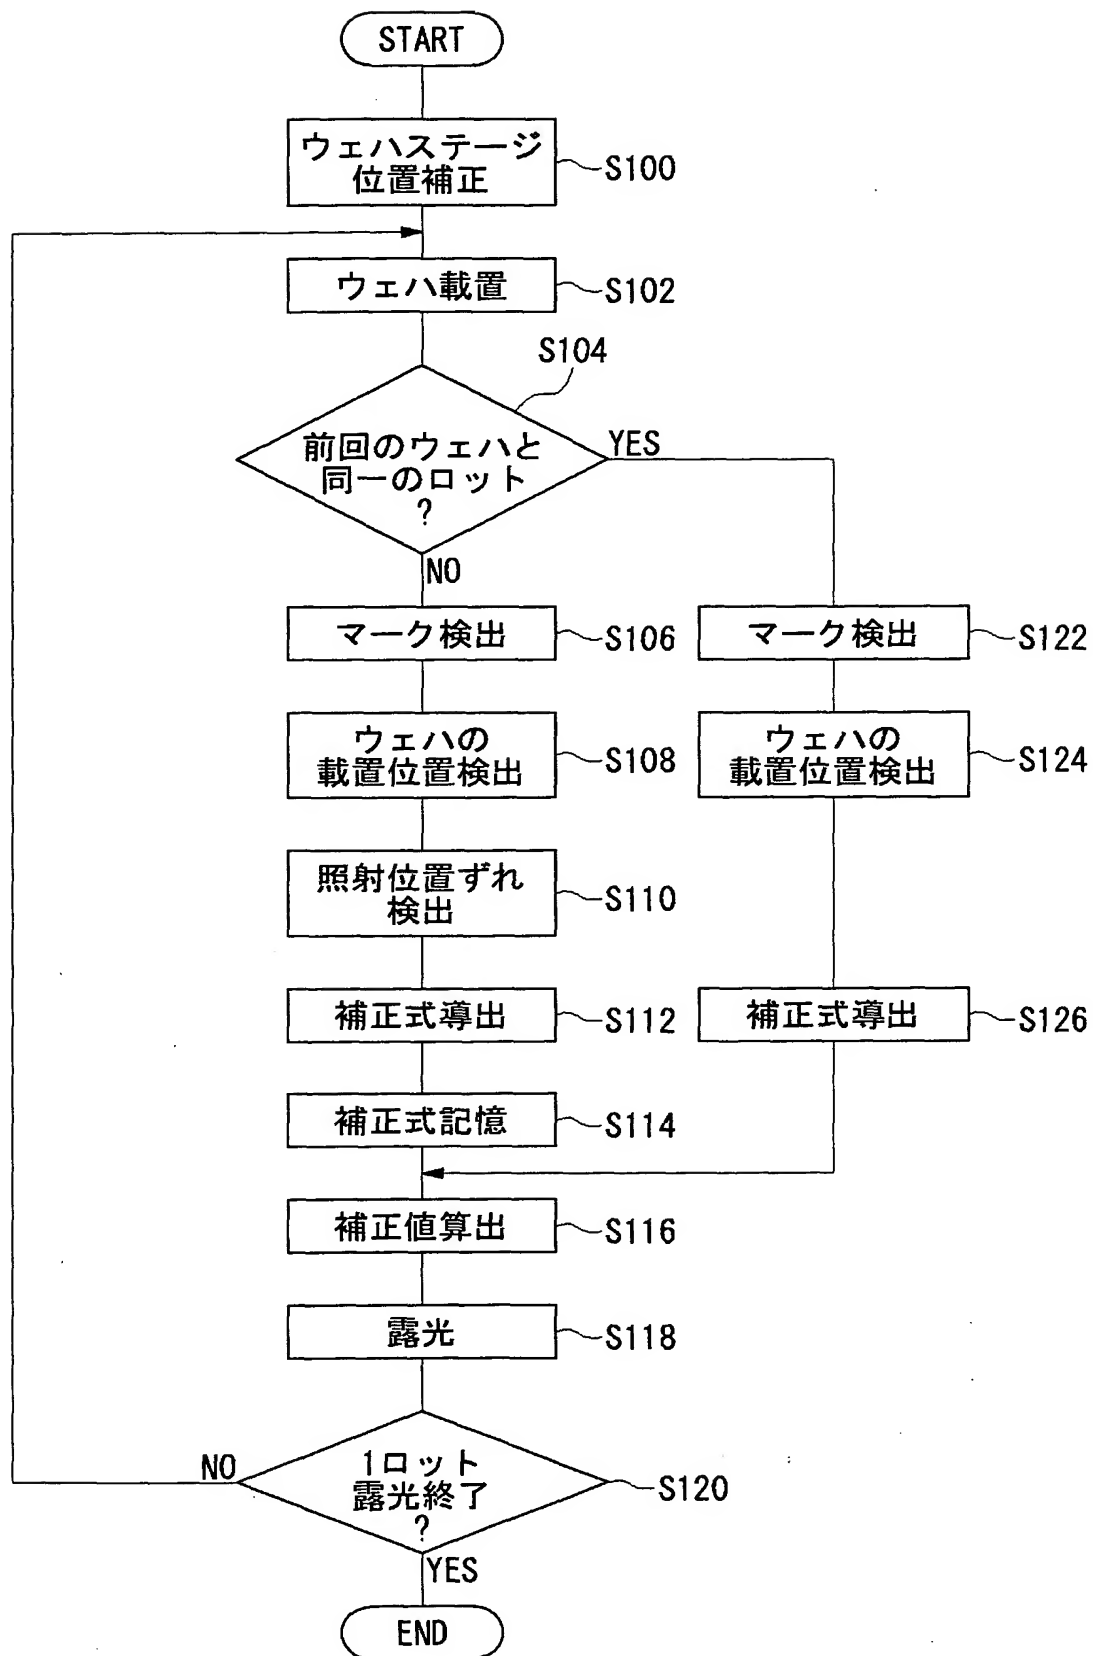 START
ウェハステージ
位置補正
S100
ウェハ載置
S102
S104
前回のウェハと
同一のロット
?
YES
NO
マーク検出
S106
マーク検出
S122
ウェハの
載置位置検出
S108
ウェハの
載置位置検出
S124
照射位置ずれ
検出
S110
補正式導出
S112
補正式導出
S126
補正式記憶
S114
補正値算出
S116
露光
S118
NO
1ロット
露光終了
?
S120
YES
END